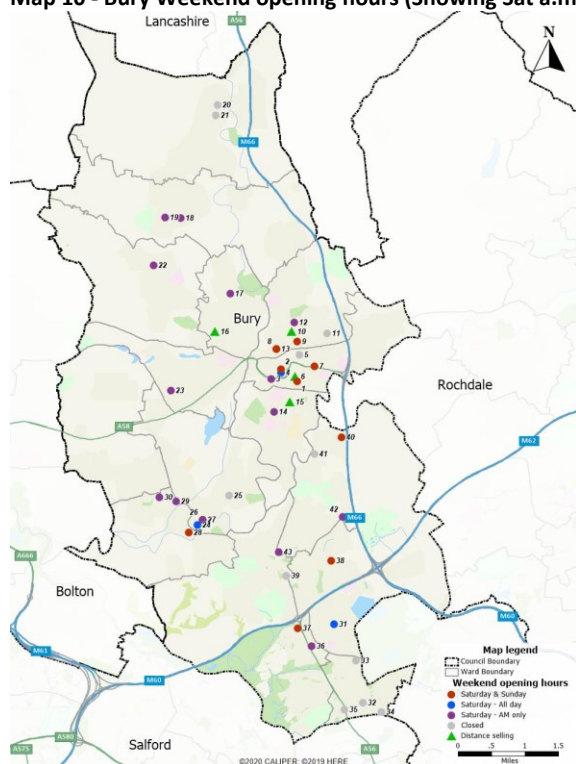 Map 10 - Bury Weekend opening hours (Showing Sat a.m
Lancashire
A56
N
20
21
M66
19
18
22
17
Bury
16
12
10
11
8
13
9
5
2
7
4
3
6
1
Rochdale
23
15
14
A58
40
M62
41
30
29
25
26
27
24
28
42
M66
A666
43
38
39
Bolton
M60
31
37
M61
36
33
M60
32
35
34
A580
A575
Salford
A56
Map legend
Council Boundary
Ward Boundary
Weekend opening hours
Saturday & Sunday
Saturday - All day
Saturday - AM only
Closed
Distance selling
0 .5 1 1.5
Miles
©2020 CALIPER; ©2019 HERE